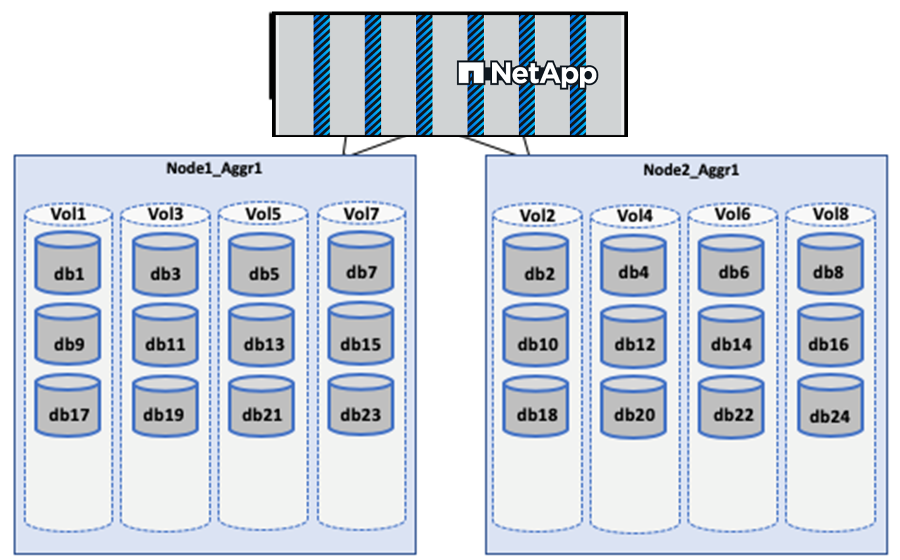 NetApp
Node1_Aggr1
Vol1 Vol3 Vol5 Vol7
db1 db3 db5 db7
db9 db11 db13 db15
db17 db19 db21 db23
Node2_Aggr1
Vol2 Vol4 Vol6 Vol8
db2 db4 db6 db8
db10 db12 db14 db16
db18 db20 db22 db24